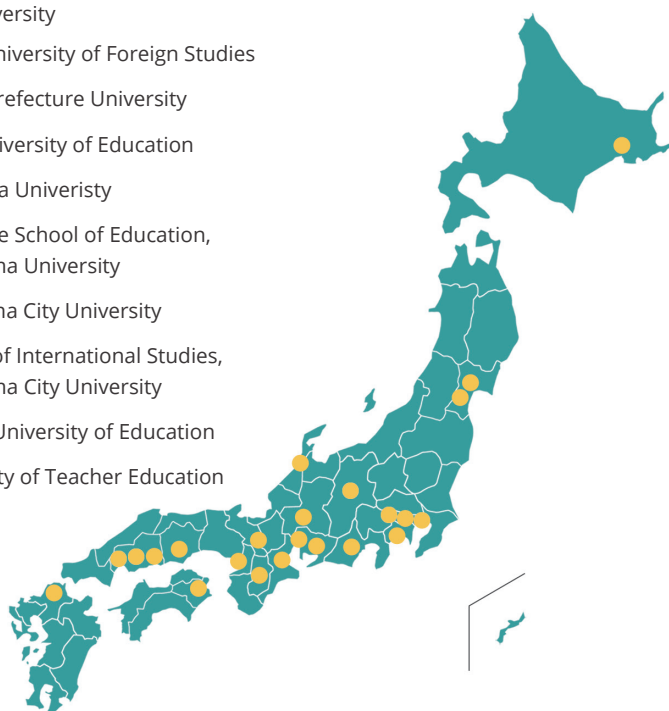 versity
niversity of Foreign Studies
refecture University
iversity of Education
a Univeristy
e School of Education,
na University
na City University
of International Studies,
na City University
University of Education
ty of Teacher Education